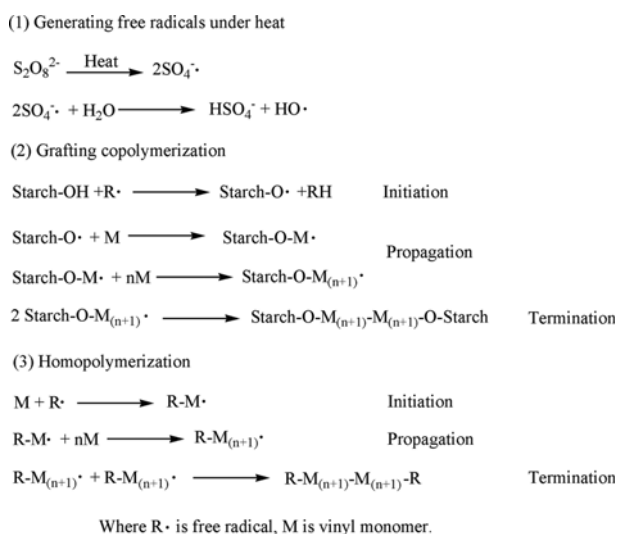 (1) Generating free radicals under heat
S₂O₈²⁻ Heat → 2SO₄⁻·
2SO₄⁻· + H₂O → HSO₄⁻ + HO·
(2) Grafting copolymerization
Starch-OH +R· → Starch-O· +RH Initiation
Starch-O· + M → Starch-O-M·
Propagation
Starch-O-M· + nM → Starch-O-M₍ₙ₊₁₎·
2 Starch-O-M₍ₙ₊₁₎· → Starch-O-M₍ₙ₊₁₎-M₍ₙ₊₁₎-O-Starch Termination
(3) Homopolymerization
M + R· → R-M· Initiation
R-M· + nM → R-M₍ₙ₊₁₎· Propagation
R-M₍ₙ₊₁₎· + R-M₍ₙ₊₁₎· → R-M₍ₙ₊₁₎-M₍ₙ₊₁₎-R Termination
Where R· is free radical, M is vinyl monomer.